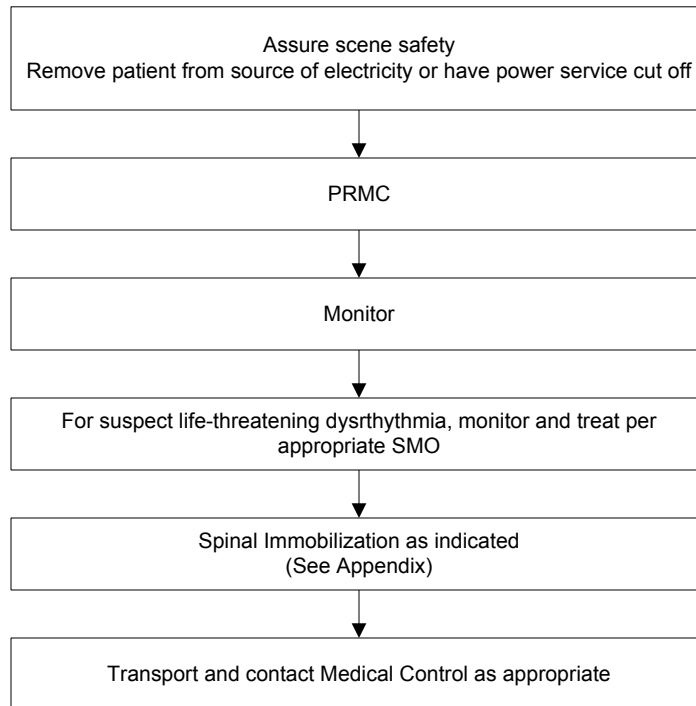 Assure scene safety
Remove patient from source of electricity or have power service cut off
PRMC
Monitor
For suspect life-threatening dysrthythmia, monitor and treat per
appropriate SMO
Spinal Immobilization as indicated
(See Appendix)
Transport and contact Medical Control as appropriate